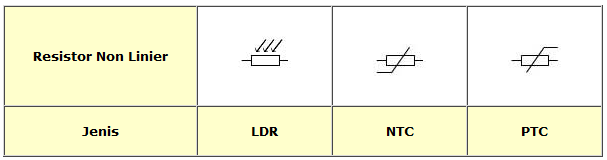 Resistor Non Linier
Jenis
LDR
NTC
PTC